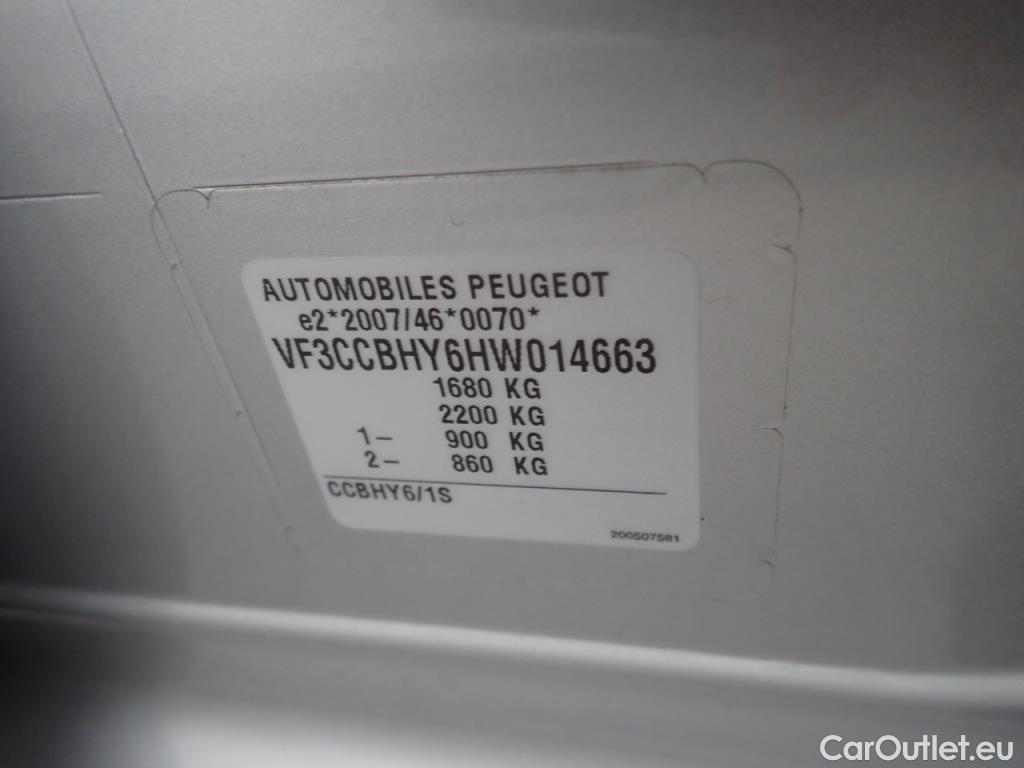 AUTOMOBILES PEUGEOT
e2*2007/46*0070*
VF3CCBHY6HW014663
1680 KG
2200 KG
1- 900 KG
2- 860 KG
CCBHY6/1S
200507581
CarOutlet.eu